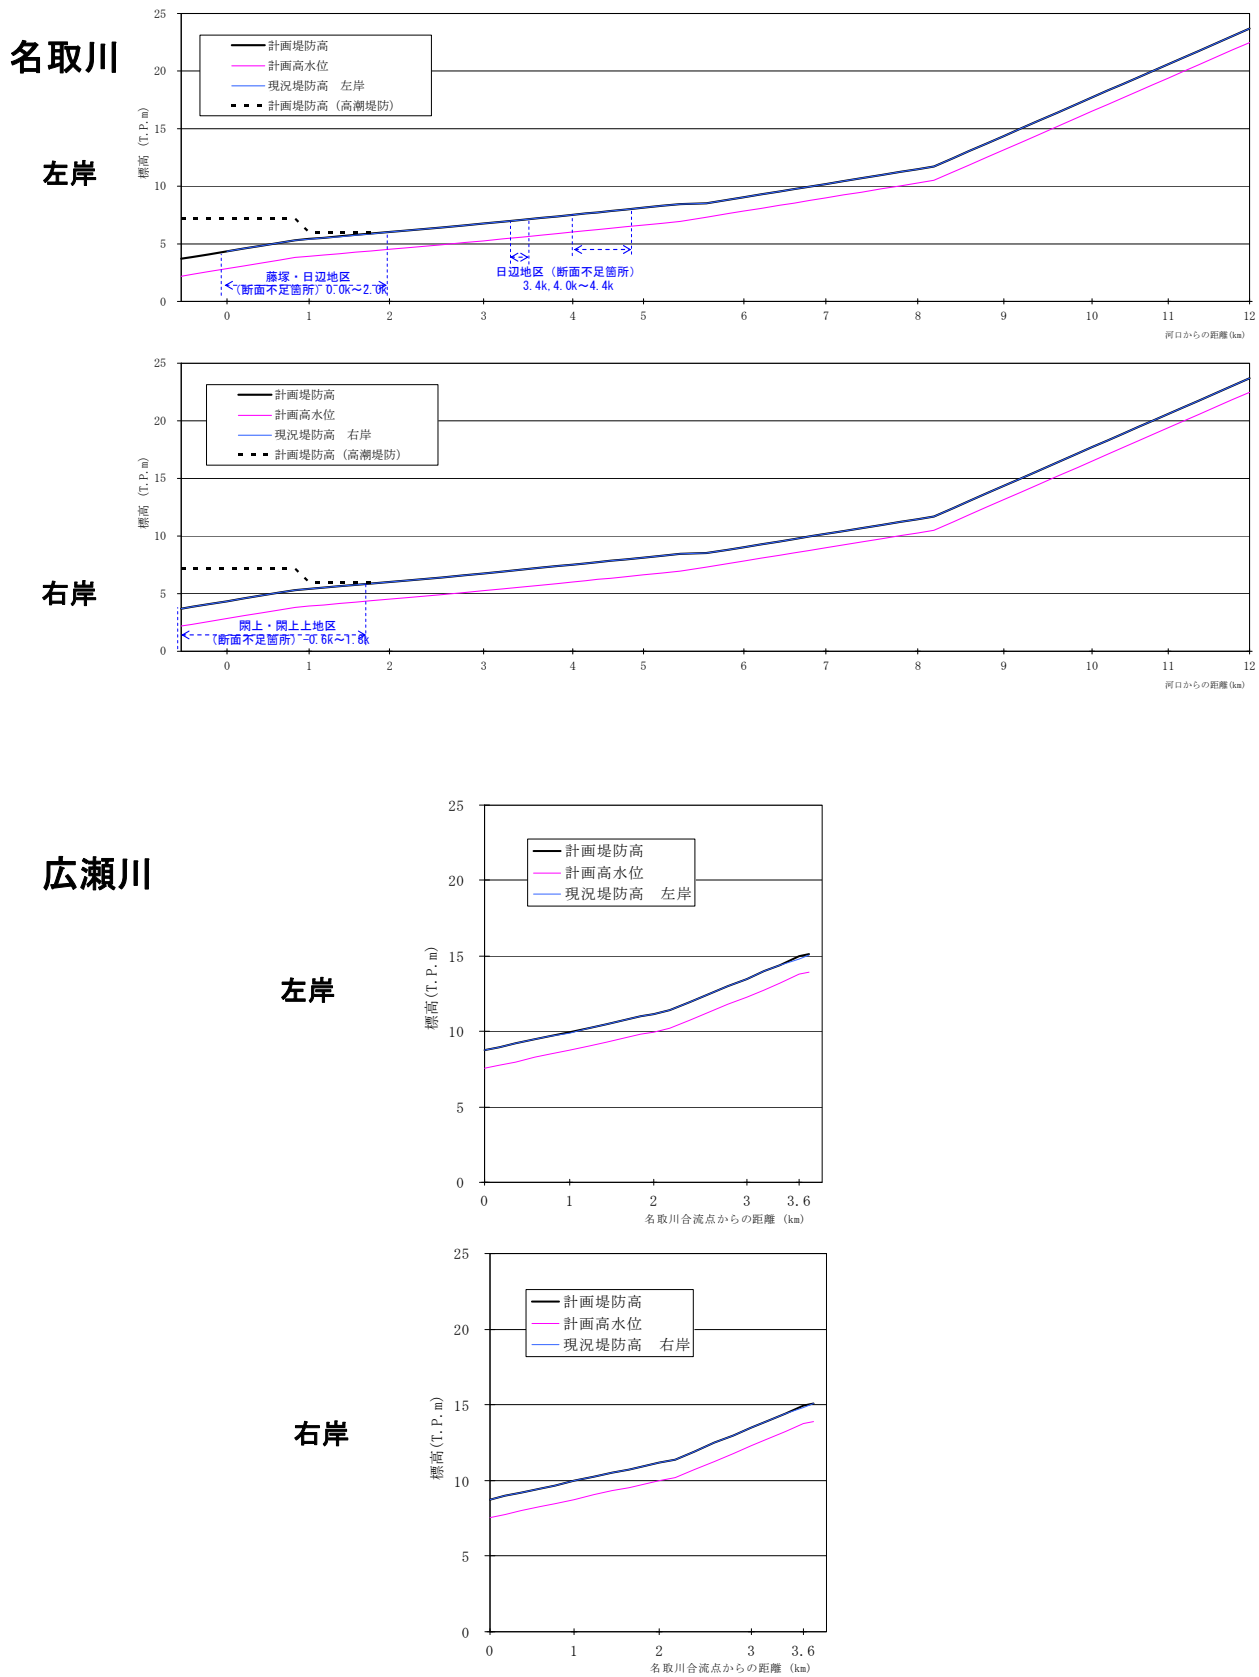 名取川
左岸
25
20
15
10
5
0
標高 (T.P.m)
計画堤防高
計画高水位
現況堤防高　左岸
計画堤防高 (高潮堤防)
藤塚・日辺地区
(断面不足箇所) 0.0k～2.0k
日辺地区 (断面不足箇所)
3.4k,4.0k～4.4k
0 1 2 3 4 5 6 7 8 9 10 11 12
河口からの距離(km)
右岸
25
20
15
10
5
0
標高 (T.P.m)
計画堤防高
計画高水位
現況堤防高　右岸
計画堤防高 (高潮堤防)
閖上・閖上上地区
(断面不足箇所) -0.6k～1.8k
0 1 2 3 4 5 6 7 8 9 10 11 12
河口からの距離(km)
広瀬川
左岸
25
20
15
10
5
0
標高(T.P.m)
計画堤防高
計画高水位
現況堤防高　左岸
0 1 2 3 3.6
名取川合流点からの距離 (km)
右岸
25
20
15
10
5
0
標高(T.P.m)
計画堤防高
計画高水位
現況堤防高　右岸
0 1 2 3 3.6
名取川合流点からの距離 (km)